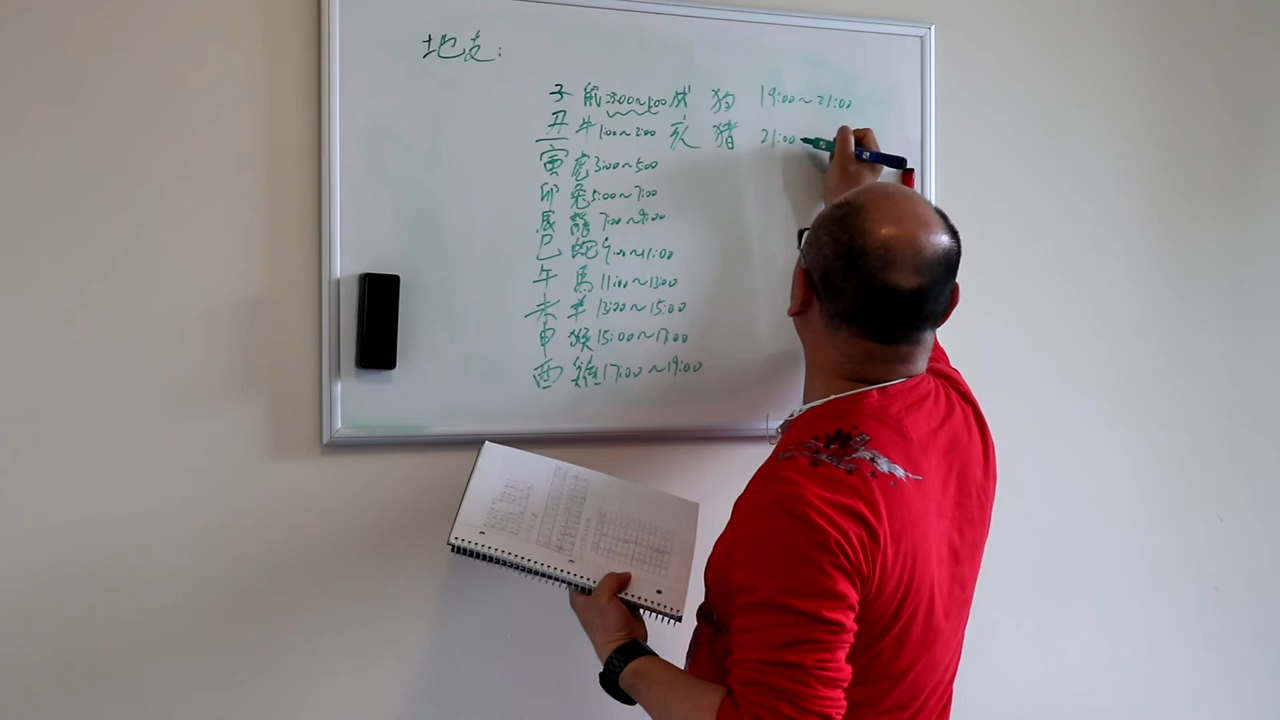 地支:
子 鼠 23:00~1:00 戌 狗 19:00~21:00
丑 牛 1:00~3:00 亥 猪 21:00
寅 虎 3:00~5:00
卯 兔 5:00~7:00
辰 龍 7:00~9:00
巳 蛇 9:00~11:00
午 馬 11:00~13:00
未 羊 13:00~15:00
申 猴 15:00~17:00
酉 雞 17:00~19:00